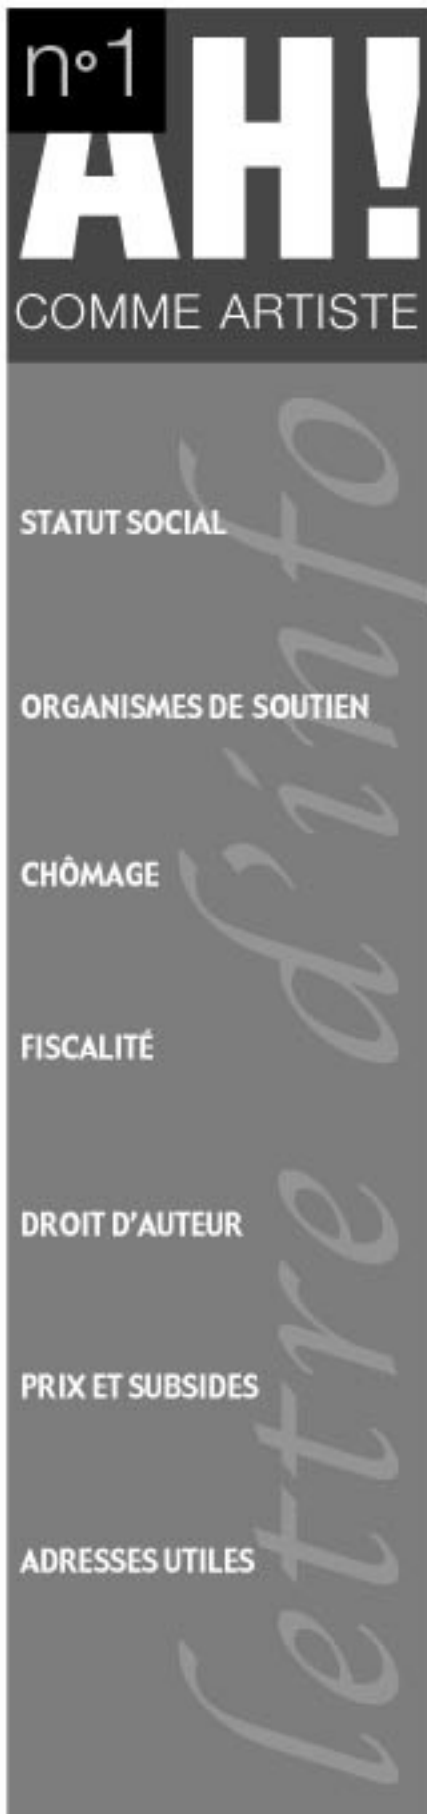 n°1
AH!
COMME ARTISTE
STATUT SOCIAL
ORGANISMES DE SOUTIEN
CHÔMAGE
FISCALITÉ
DROIT D'AUTEUR
PRIX ET SUBSIDES
ADRESSES UTILES
lettre d'info